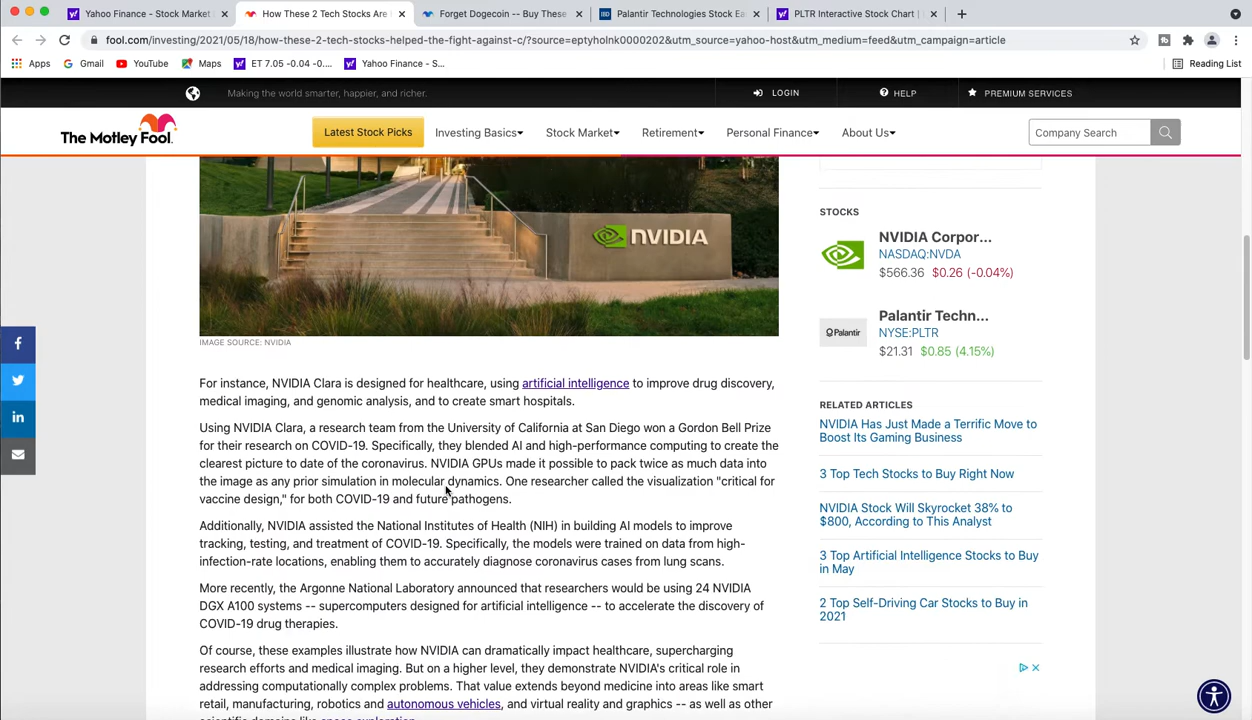 Yahoo Finance - Stock Market
How These 2 Tech Stocks Are
Forget Dogecoin -- Buy These
IBD
Palantir Technologies Stock Ea
PLTR Interactive Stock Chart |
fool.com/investing/2021/05/18/how-these-2-tech-stocks-helped-the-fight-against-c/?source=eptyholnk0000202&utm_source=yahoo-host&utm_medium=feed&utm_campaign=article
Apps
Gmail
YouTube
Maps
ET 7.05 -0.04 -0....
Yahoo Finance - S...
Reading List
Making the world smarter, happier, and richer.
LOGIN
HELP
PREMIUM SERVICES
The Motley Fool.
Latest Stock Picks
Investing Basics
Stock Market
Retirement
Personal Finance
About Us
Company Search
NVIDIA
IMAGE SOURCE: NVIDIA
For instance, NVIDIA Clara is designed for healthcare, using artificial intelligence to improve drug discovery,
medical imaging, and genomic analysis, and to create smart hospitals.
Using NVIDIA Clara, a research team from the University of California at San Diego won a Gordon Bell Prize
for their research on COVID-19. Specifically, they blended AI and high-performance computing to create the
clearest picture to date of the coronavirus. NVIDIA GPUs made it possible to pack twice as much data into
the image as any prior simulation in molecular dynamics. One researcher called the visualization "critical for
vaccine design," for both COVID-19 and future pathogens.
Additionally, NVIDIA assisted the National Institutes of Health (NIH) in building AI models to improve
tracking, testing, and treatment of COVID-19. Specifically, the models were trained on data from high-
infection-rate locations, enabling them to accurately diagnose coronavirus cases from lung scans.
More recently, the Argonne National Laboratory announced that researchers would be using 24 NVIDIA
DGX A100 systems -- supercomputers designed for artificial intelligence -- to accelerate the discovery of
COVID-19 drug therapies.
Of course, these examples illustrate how NVIDIA can dramatically impact healthcare, supercharging
research efforts and medical imaging. But on a higher level, they demonstrate NVIDIA's critical role in
addressing computationally complex problems. That value extends beyond medicine into areas like smart
retail, manufacturing, robotics and autonomous vehicles, and virtual reality and graphics -- as well as other
scientific domains like space exploration.
STOCKS
NVIDIA Corpor...
NASDAQ:NVDA
$566.36 $0.26 (-0.04%)
Palantir
Palantir Techn...
NYSE:PLTR
$21.31 $0.85 (4.15%)
RELATED ARTICLES
NVIDIA Has Just Made a Terrific Move to
Boost Its Gaming Business
3 Top Tech Stocks to Buy Right Now
NVIDIA Stock Will Skyrocket 38% to
$800, According to This Analyst
3 Top Artificial Intelligence Stocks to Buy
in May
2 Top Self-Driving Car Stocks to Buy in
2021